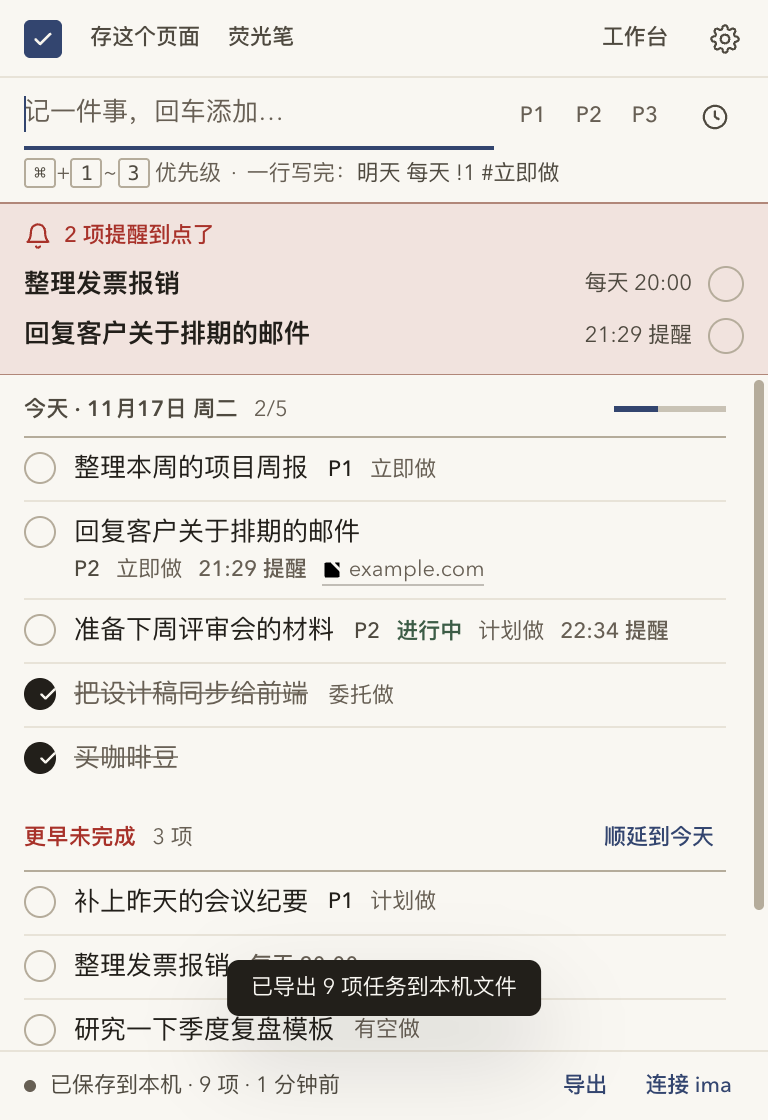 存这个页面 荧光笔 工作台
记一件事，回车添加… P1 P2 P3
⌘+1~3 优先级 · 一行写完：明天 每天 !1 #立即做
2 项提醒到点了
整理发票报销 每天 20:00
回复客户关于排期的邮件 21:29 提醒
今天 · 11月17日 周二 2/5
整理本周的项目周报 P1 立即做
回复客户关于排期的邮件
P2 立即做 21:29 提醒 example.com
准备下周评审会的材料 P2 进行中 计划做 22:34 提醒
把设计稿同步给前端 委托做
买咖啡豆
更早未完成 3 项 顺延到今天
补上昨天的会议纪要 P1 计划做
整理发票报销
已导出 9 项任务到本机文件
研究一下季度复盘模板 有空做
已保存到本机 · 9 项 · 1 分钟前 导出 连接 ima